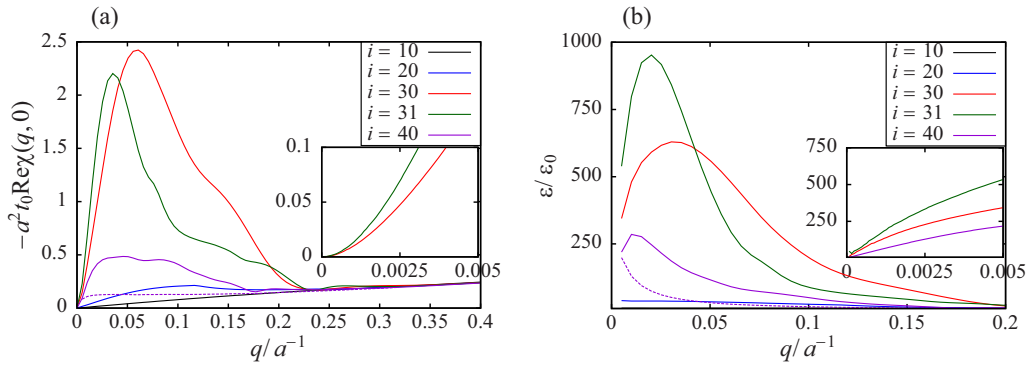 (a)
−a²t₀Reχ(q, 0)
2.5
2
1.5
1
0.5
0
i = 10
i = 20
i = 30
i = 31
i = 40
0.1
0.05
0
0 0.0025 0.005
0 0.05 0.1 0.15 0.2 0.25 0.3 0.35 0.4
q/a⁻¹
(b)
ε/ε₀
1000
750
500
250
i = 10
i = 20
i = 30
i = 31
i = 40
750
500
250
0 0.0025 0.005
0.05 0.1 0.15 0.2
q/a⁻¹